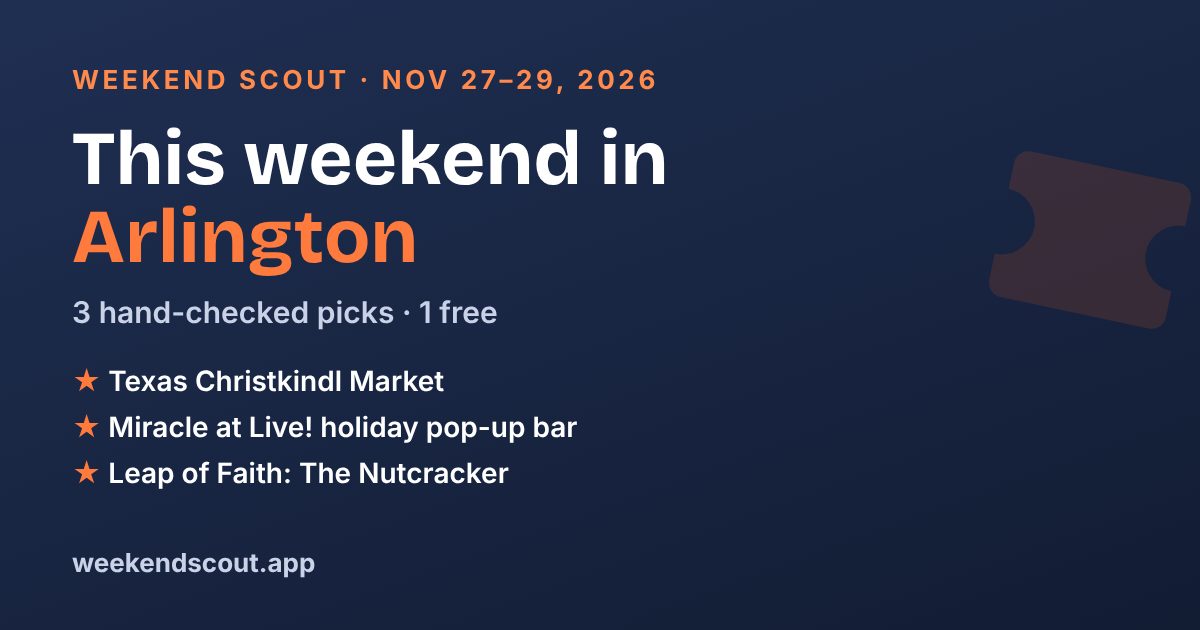 WEEKEND SCOUT · NOV 27–29, 2026
This weekend in
Arlington
3 hand-checked picks · 1 free
★ Texas Christkindl Market
★ Miracle at Live! holiday pop-up bar
★ Leap of Faith: The Nutcracker
weekendscout.app